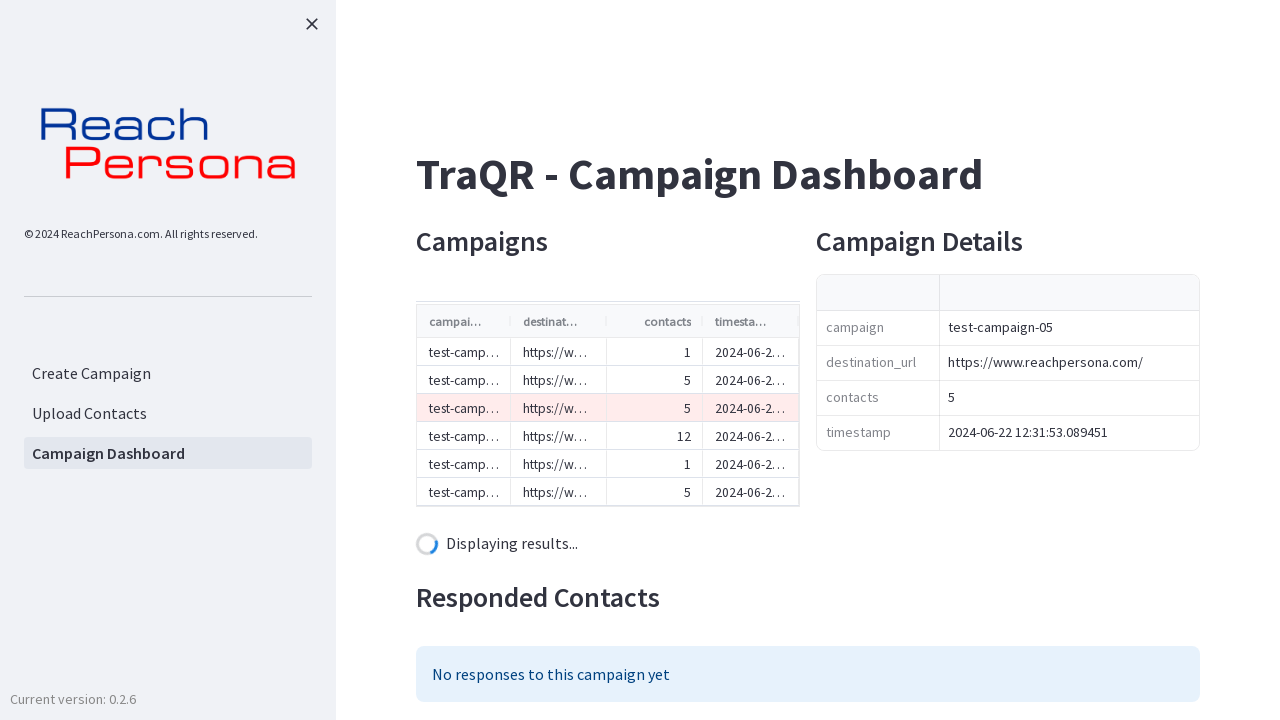 Reach
Persona
© 2024 ReachPersona.com. All rights reserved.
Create Campaign
Upload Contacts
Campaign Dashboard
Current version: 0.2.6
TraQR - Campaign Dashboard
Campaigns
campai... destinat... contacts timesta...
test-camp... https://w... 1 2024-06-2...
test-camp... https://w... 5 2024-06-2...
test-camp... https://w... 5 2024-06-2...
test-camp... https://w... 12 2024-06-2...
test-camp... https://w... 1 2024-06-2...
test-camp... https://w... 5 2024-06-2...
Campaign Details
campaign test-campaign-05
destination_url https://www.reachpersona.com/
contacts 5
timestamp 2024-06-22 12:31:53.089451
Displaying results...
Responded Contacts
No responses to this campaign yet